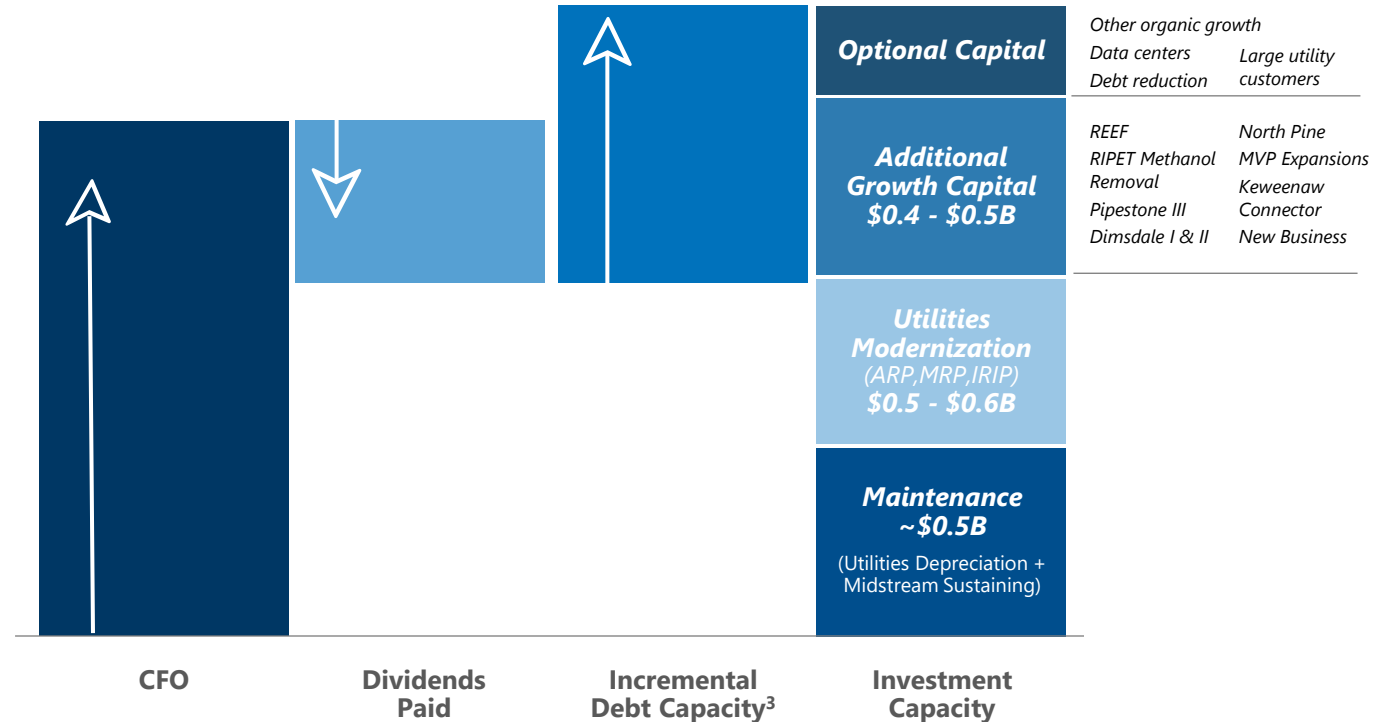 Optional Capital
Other organic growth
Data centers
Debt reduction
Large utility
customers
Additional
Growth Capital
$0.4 - $0.5B
REEF
RIPET Methanol
Removal
Pipestone III
Dimsdale I & II
North Pine
MVP Expansions
Keweenaw
Connector
New Business
Utilities
Modernization
(ARP,MRP,IRIP)
$0.5 - $0.6B
Maintenance
~$0.5B
(Utilities Depreciation +
Midstream Sustaining)
CFO
Dividends
Paid
Incremental
Debt Capacity³
Investment
Capacity